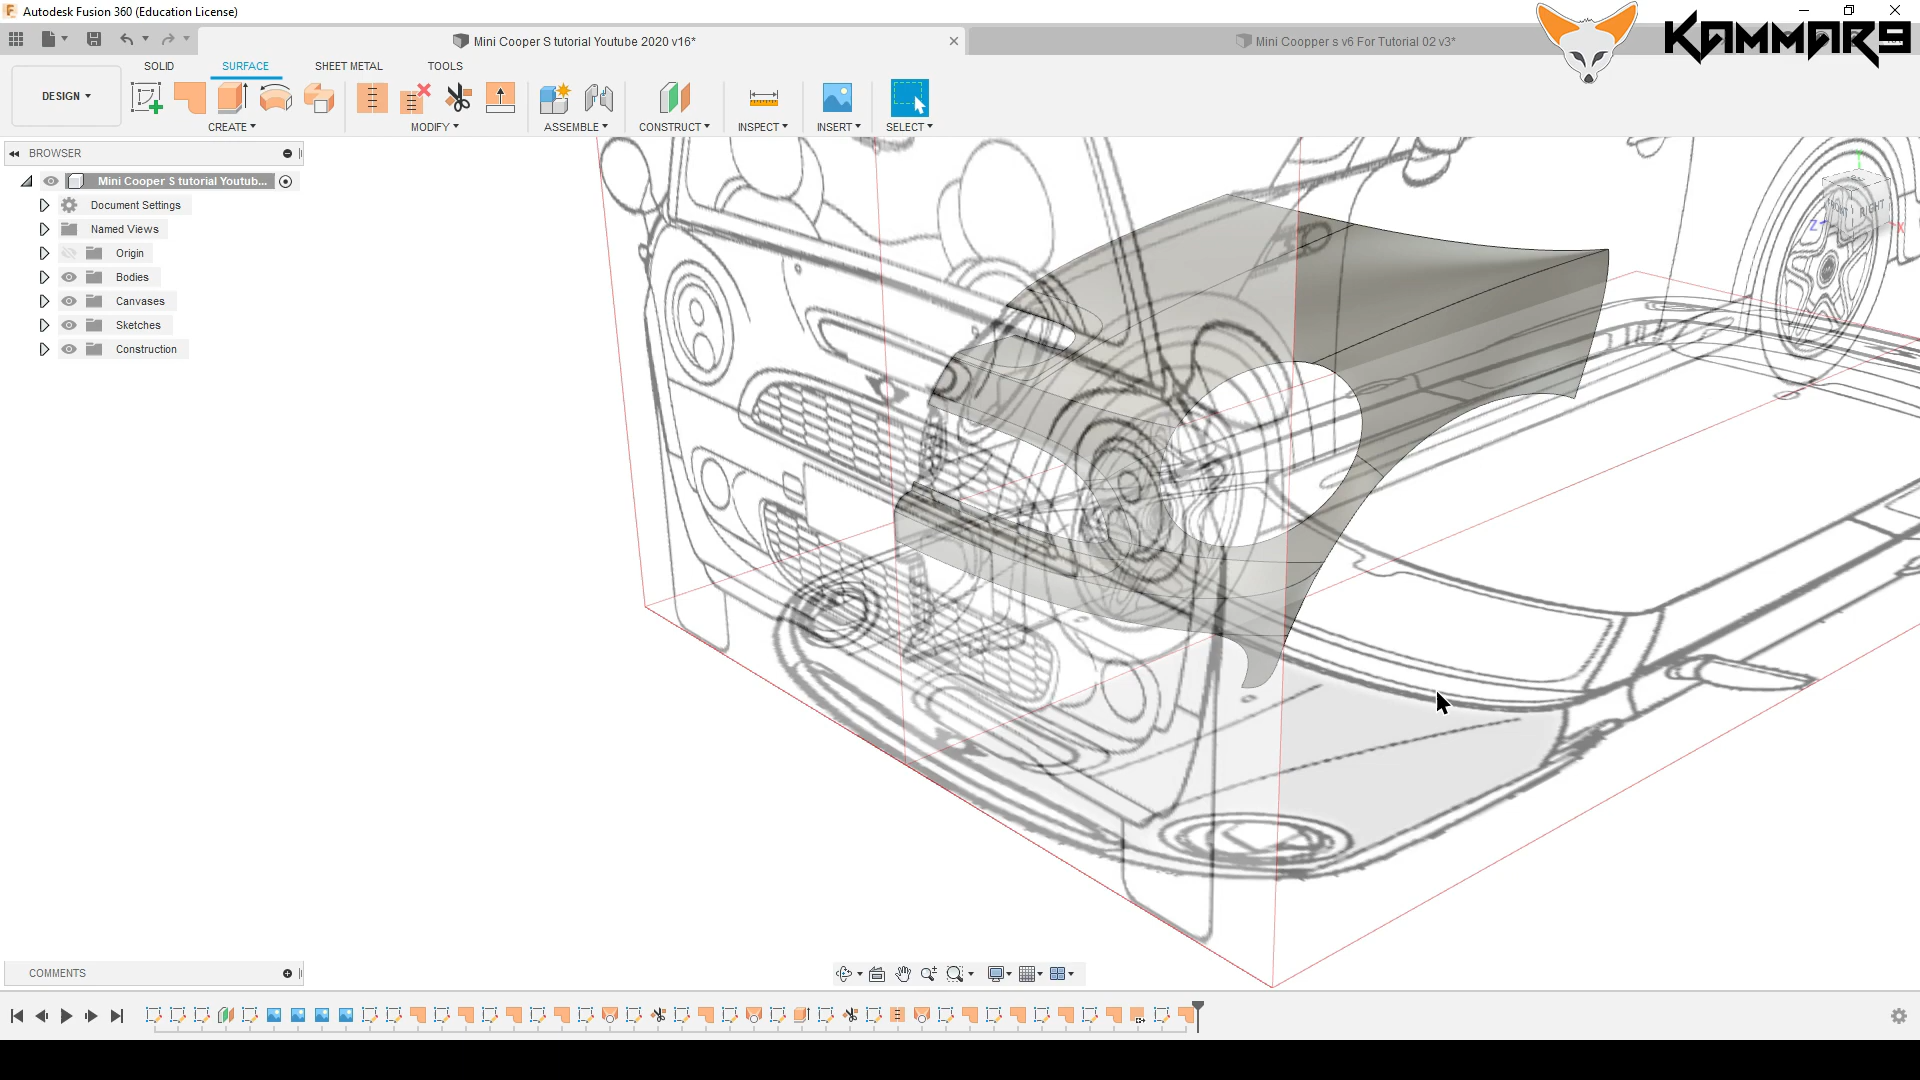 Autodesk Fusion 360 (Education License)
KAMMAR9
Mini Cooper S tutorial Youtube 2020 v16*
Mini Coopper s v6 For Tutorial 02 v3*
SOLID SURFACE SHEET METAL TOOLS
DESIGN
CREATE MODIFY ASSEMBLE CONSTRUCT INSPECT INSERT SELECT
BROWSER
Mini Cooper S tutorial Youtub...
Document Settings
Named Views
Origin
Bodies
Canvases
Sketches
Construction
RIGHT
Z
X
COMMENTS